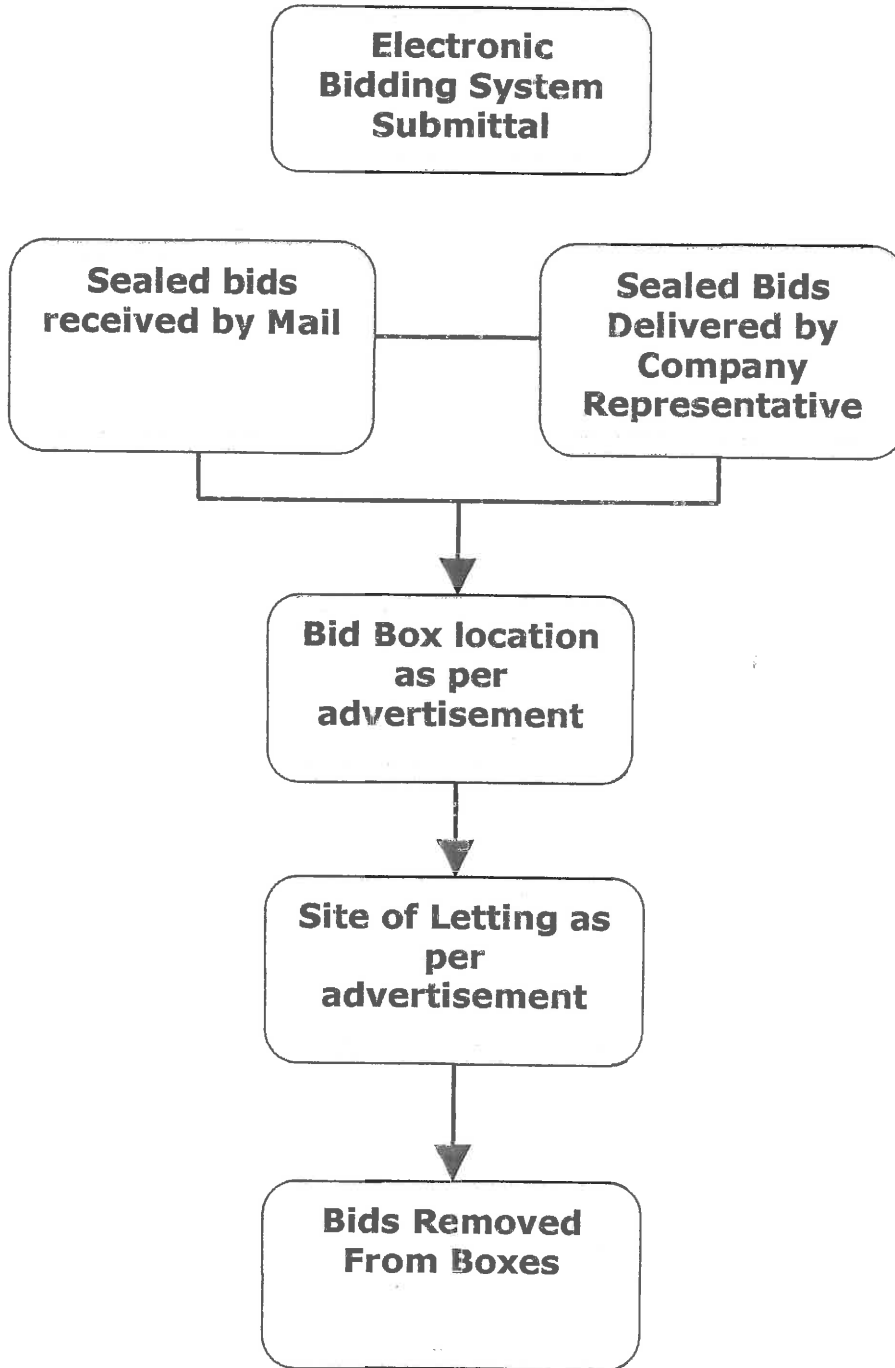 Electronic
Bidding System
Submittal
Sealed bids
received by Mail
Sealed Bids
Delivered by
Company
Representative
Bid Box location
as per
advertisement
Site of Letting as
per
advertisement
Bids Removed
From Boxes